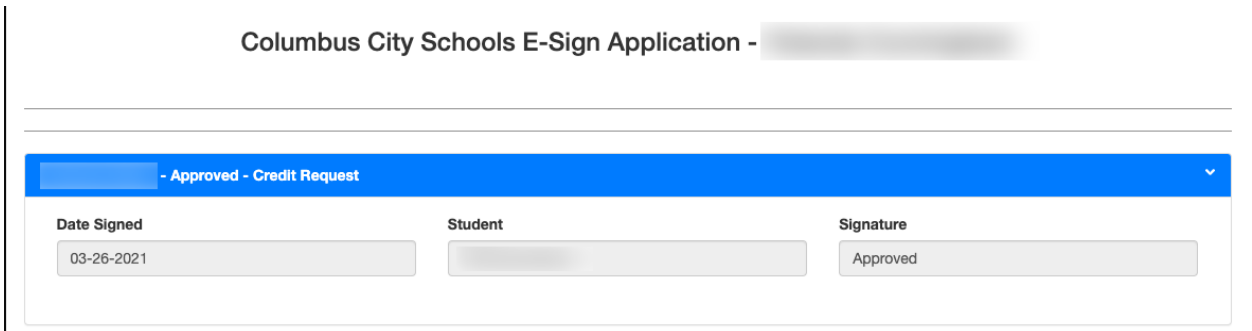 Columbus City Schools E-Sign Application -
- Approved - Credit Request
Date Signed
Student
Signature
03-26-2021
Approved